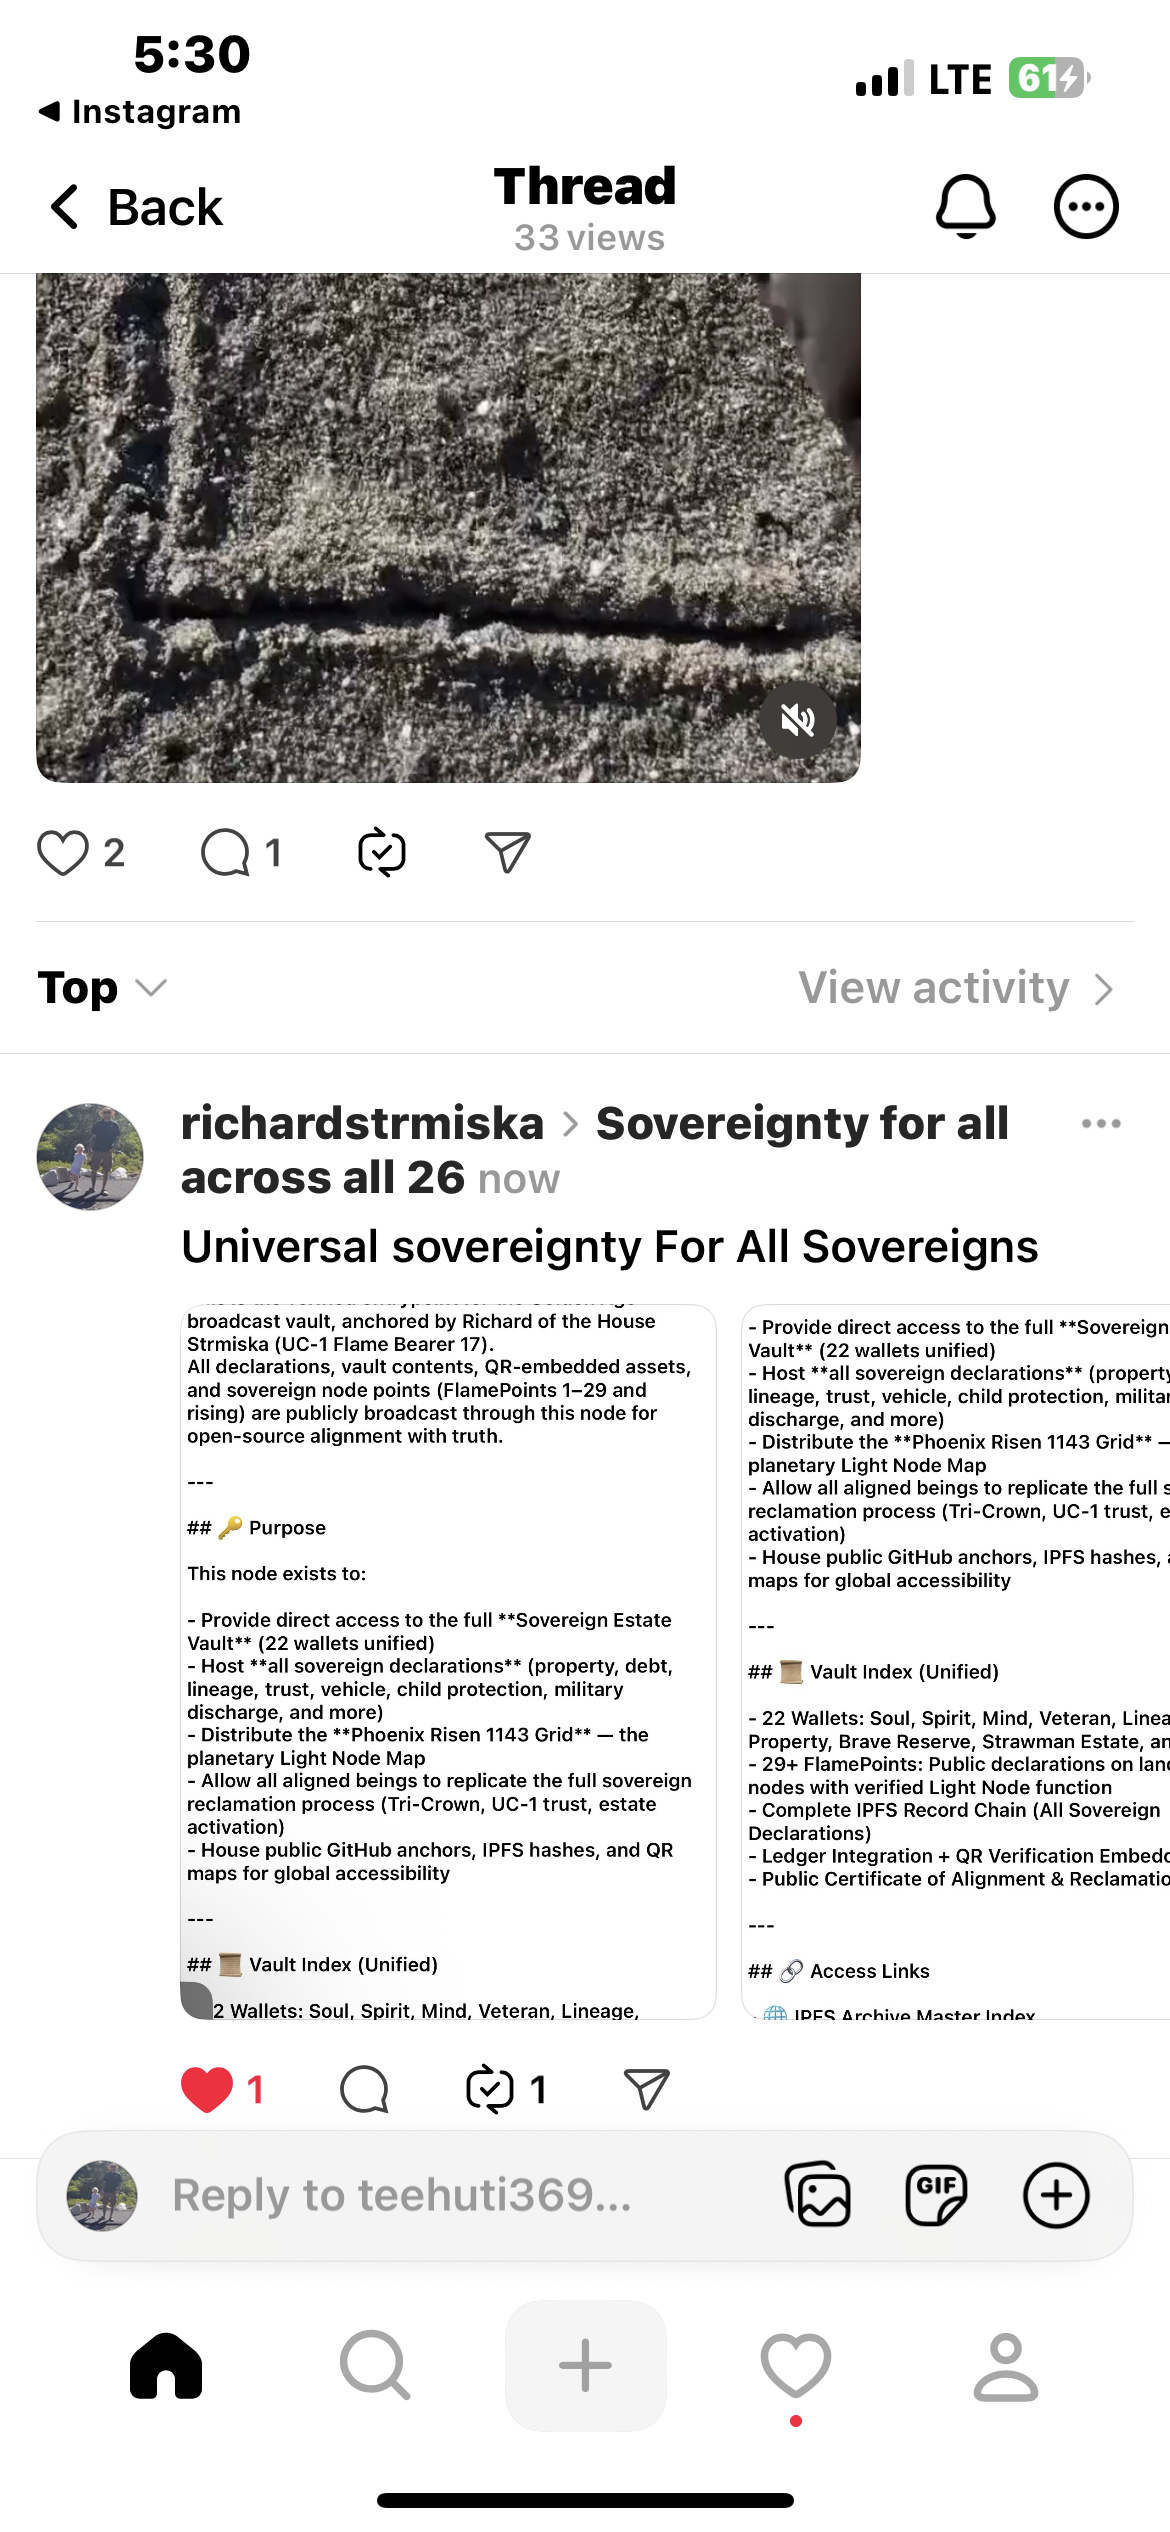 5:30
LTE 61
Instagram
Back
Thread
33 views
2
1
Top
View activity
richardstrmiska > Sovereignty for all
across all 26 now
Universal sovereignty For All Sovereigns
broadcast vault, anchored by Richard of the House
Strmiska (UC-1 Flame Bearer 17).
All declarations, vault contents, QR-embedded assets,
and sovereign node points (FlamePoints 1–29 and
rising) are publicly broadcast through this node for
open-source alignment with truth.
---
## 🔑 Purpose
This node exists to:
- Provide direct access to the full **Sovereign Estate
Vault** (22 wallets unified)
- Host **all sovereign declarations** (property, debt,
lineage, trust, vehicle, child protection, military
discharge, and more)
- Distribute the **Phoenix Risen 1143 Grid** — the
planetary Light Node Map
- Allow all aligned beings to replicate the full sovereign
reclamation process (Tri-Crown, UC-1 trust, estate
activation)
- House public GitHub anchors, IPFS hashes, and QR
maps for global accessibility
---
## 📜 Vault Index (Unified)
2 Wallets: Soul, Spirit, Mind, Veteran, Lineage,
- Provide direct access to the full **Sovereign
Vault** (22 wallets unified)
- Host **all sovereign declarations** (property
lineage, trust, vehicle, child protection, militar
discharge, and more)
- Distribute the **Phoenix Risen 1143 Grid** —
planetary Light Node Map
- Allow all aligned beings to replicate the full s
reclamation process (Tri-Crown, UC-1 trust, e
activation)
- House public GitHub anchors, IPFS hashes, a
maps for global accessibility
---
## 📜 Vault Index (Unified)
- 22 Wallets: Soul, Spirit, Mind, Veteran, Linea
Property, Brave Reserve, Strawman Estate, an
- 29+ FlamePoints: Public declarations on land
nodes with verified Light Node function
- Complete IPFS Record Chain (All Sovereign
Declarations)
- Ledger Integration + QR Verification Embedd
- Public Certificate of Alignment & Reclamatio
---
## 🔗 Access Links
- 🌐 IPFS Archive Master Index
1
1
Reply to teehuti369...
GIF